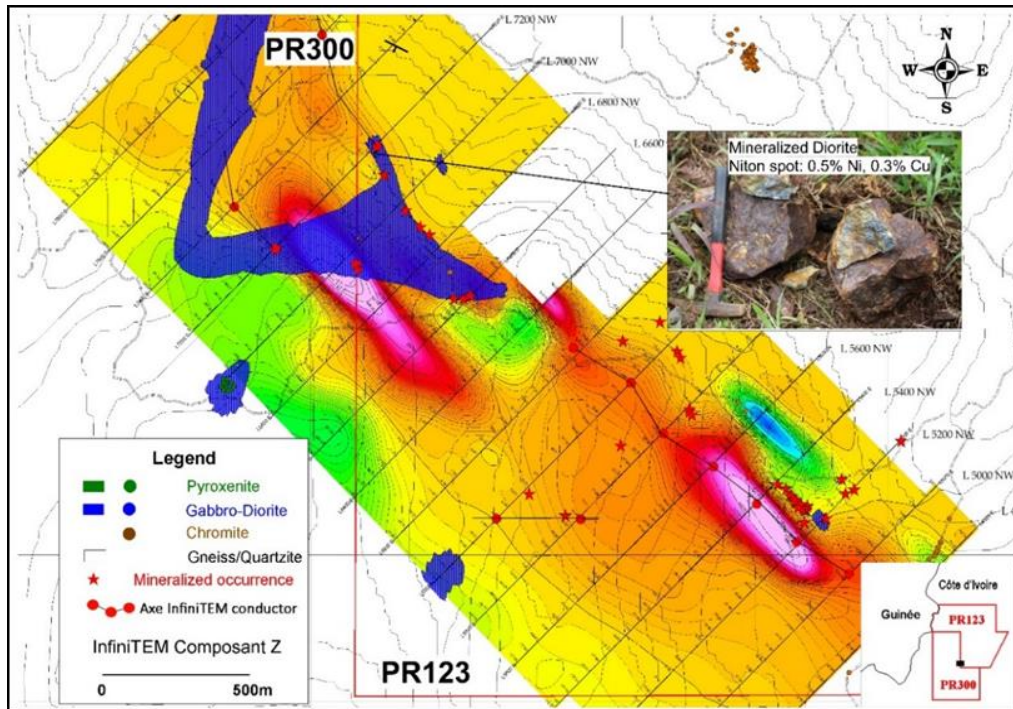 PR300
L 7200 NW
L 7000 NW
L 6800 NW
L 6600
N
W
E
S
Mineralized Diorite
Niton spot: 0.5% Ni, 0.3% Cu
L 5600 NW
L 5400 NW
L 5200 NW
L 5000 NW
Legend
Pyroxenite
Gabbro-Diorite
Chromite
Gneiss/Quartzite
Mineralized occurrence
Axe InfiniTEM conductor
InfiniTEM Composant Z
0
500m
PR123
Côte d'Ivoire
Guinée
PR123
PR300